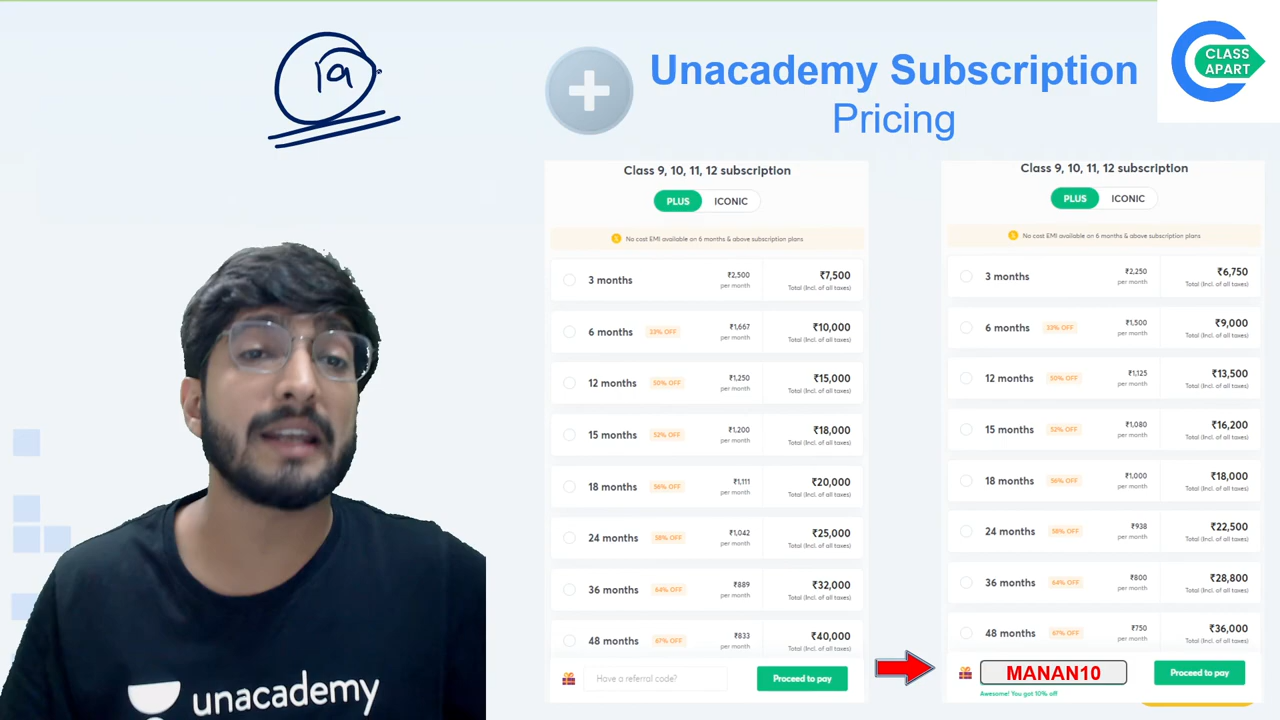 19
Unacademy Subscription
Pricing
CLASS
APART
Class 9, 10, 11, 12 subscription
PLUS ICONIC
No cost EMI available on 6 months & above subscription plans
3 months ₹2,500 per month ₹7,500 Total (Incl. of all taxes)
6 months 33% OFF ₹1,667 per month ₹10,000 Total (Incl. of all taxes)
12 months 50% OFF ₹1,250 per month ₹15,000 Total (Incl. of all taxes)
15 months 52% OFF ₹1,200 per month ₹18,000 Total (Incl. of all taxes)
18 months 56% OFF ₹1,111 per month ₹20,000 Total (Incl. of all taxes)
24 months 58% OFF ₹1,042 per month ₹25,000 Total (Incl. of all taxes)
36 months 64% OFF ₹889 per month ₹32,000 Total (Incl. of all taxes)
48 months 67% OFF ₹833 per month ₹40,000 Total (Incl. of all taxes)
Have a referral code? Proceed to pay
Class 9, 10, 11, 12 subscription
PLUS ICONIC
No cost EMI available on 6 months & above subscription plans
3 months ₹2,250 per month ₹6,750 Total (Incl. of all taxes)
6 months 33% OFF ₹1,500 per month ₹9,000 Total (Incl. of all taxes)
12 months 50% OFF ₹1,125 per month ₹13,500 Total (Incl. of all taxes)
15 months 52% OFF ₹1,080 per month ₹16,200 Total (Incl. of all taxes)
18 months 56% OFF ₹1,000 per month ₹18,000 Total (Incl. of all taxes)
24 months 58% OFF ₹938 per month ₹22,500 Total (Incl. of all taxes)
36 months 64% OFF ₹800 per month ₹28,800 Total (Incl. of all taxes)
48 months 67% OFF ₹750 per month ₹36,000 Total (Incl. of all taxes)
MANAN10 Proceed to pay
Awesome! You got 10% off
unacademy